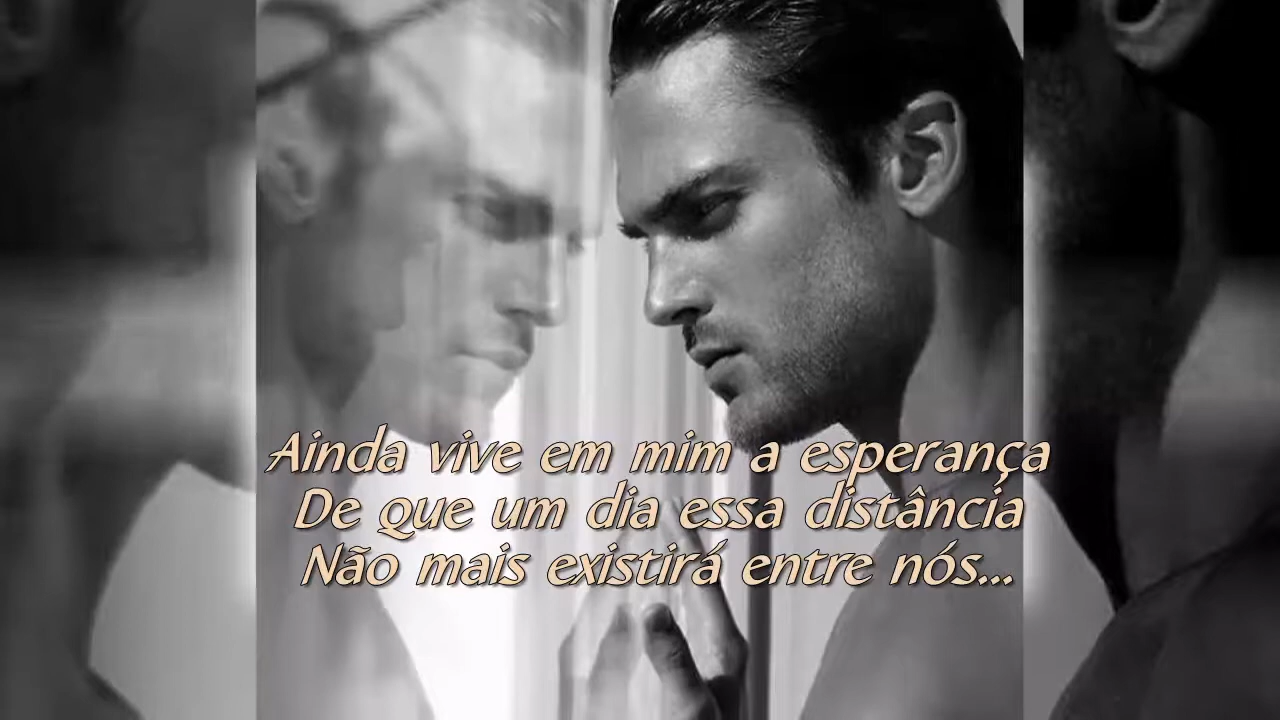 Ainda vive em mim a esperança
De que um dia essa distância
Não mais existirá entre nós...